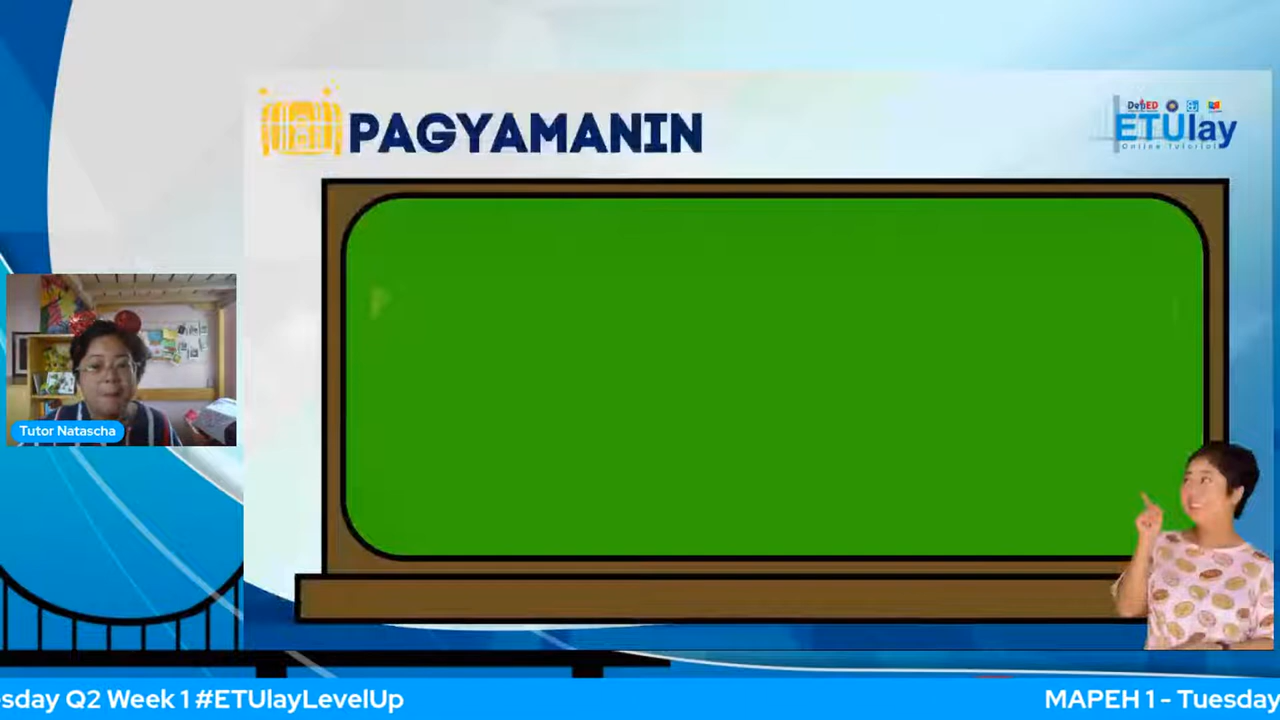 PAGYAMANIN
DepED
ETUlay
Online Tutorial
Tutor Natascha
sday Q2 Week 1 #ETUlayLevelUp
MAPEH 1 - Tuesday